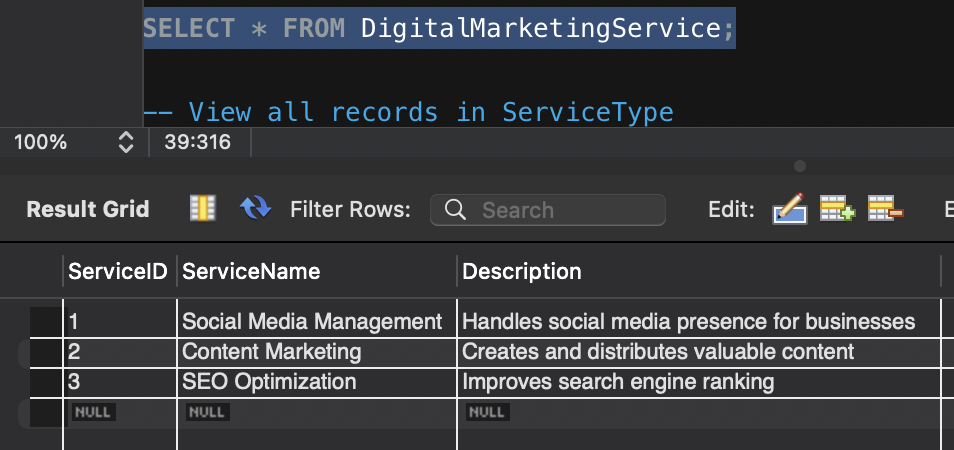 SELECT * FROM DigitalMarketingService;
-- View all records in ServiceType
100% 39:316
Result Grid Filter Rows: Search Edit: E
ServiceID ServiceName Description
1 Social Media Management Handles social media presence for businesses
2 Content Marketing Creates and distributes valuable content
3 SEO Optimization Improves search engine ranking
NULL NULL NULL